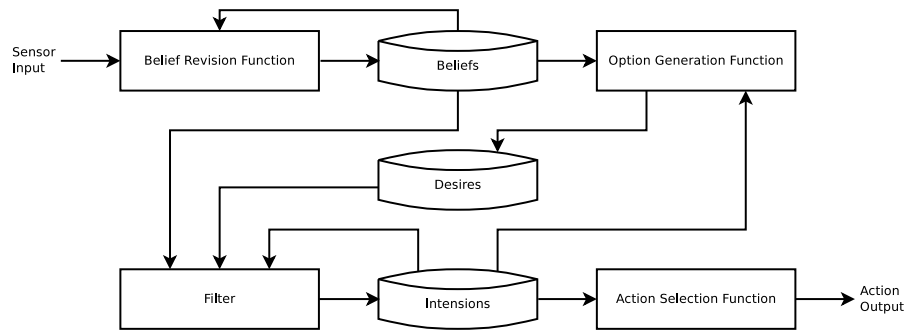 Sensor
Input
Belief Revision Function
Beliefs
Option Generation Function
Desires
Filter
Intensions
Action Selection Function
Action
Output